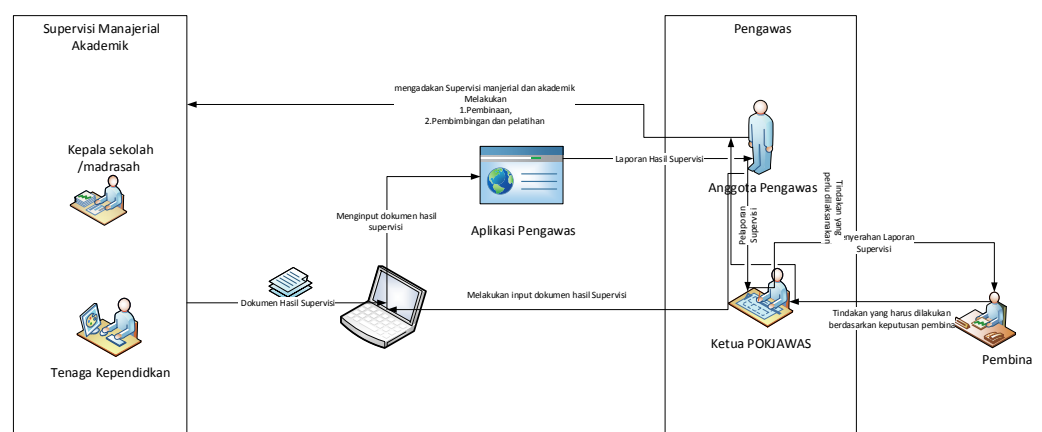 Supervisi Manajerial
Akademik
Pengawas
mengadakan Supervisi manjerial dan akademik
Melakukan
1.Pembinaan,
2.Pembimbingan dan pelatihan
Kepala sekolah
/madrasah
Laporan Hasil Supervisi
Anggota Pengawas
Tindakan yang
perlu dilaksanakan
Pelaporan
Supervisi
Menginput dokumen hasil
supervisi
Aplikasi Pengawas
enyerahan Laporan
Supervisi
Dokumen Hasil Supervisi
Melakukan input dokumen hasil Supervisi
Tindakan yang harus dilakukan
berdasarkan keputusan pembina
Ketua POKJAWAS
Pembina
Tenaga Kependidkan